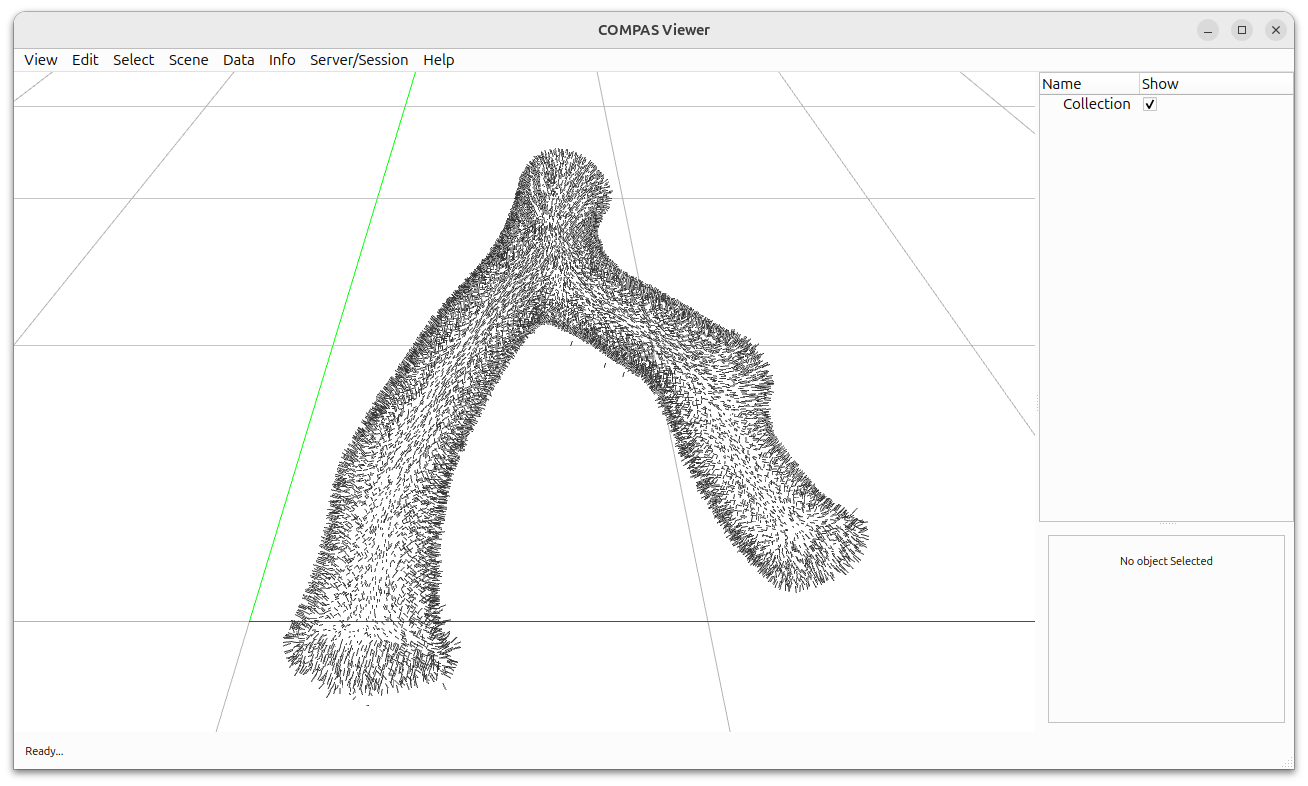 COMPAS Viewer
View Edit Select Scene Data Info Server/Session Help
Name Show
Collection
No object Selected
Ready...